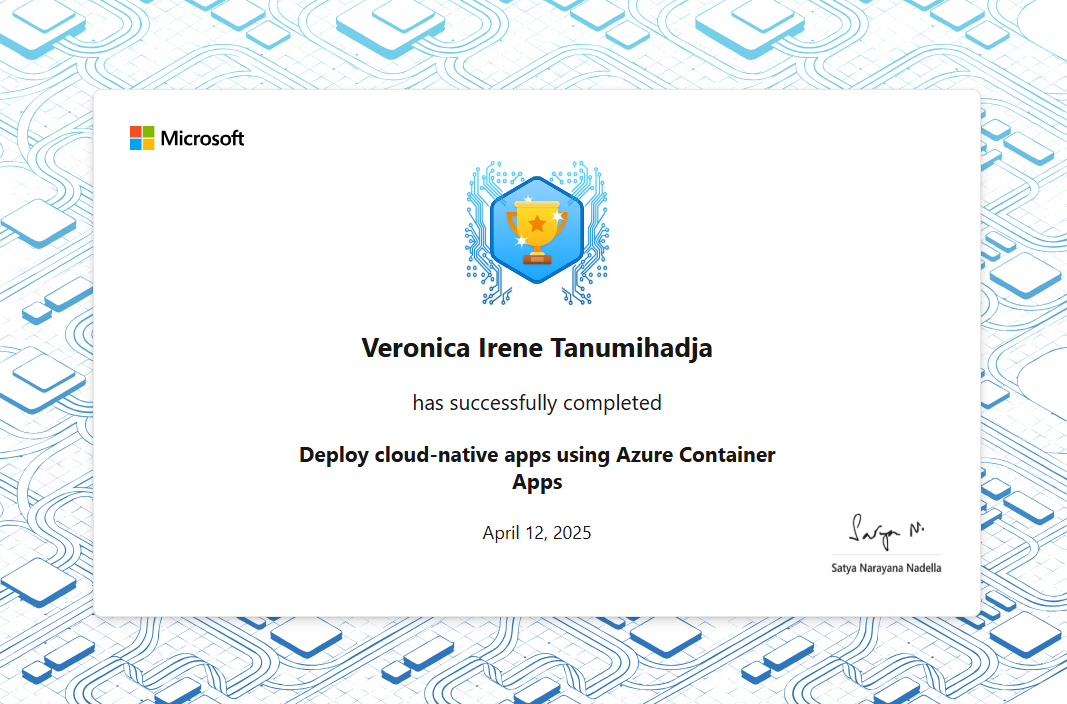 Microsoft
Veronica Irene Tanumihadja
has successfully completed
Deploy cloud-native apps using Azure Container
Apps
April 12, 2025
Satya N.
Satya Narayana Nadella